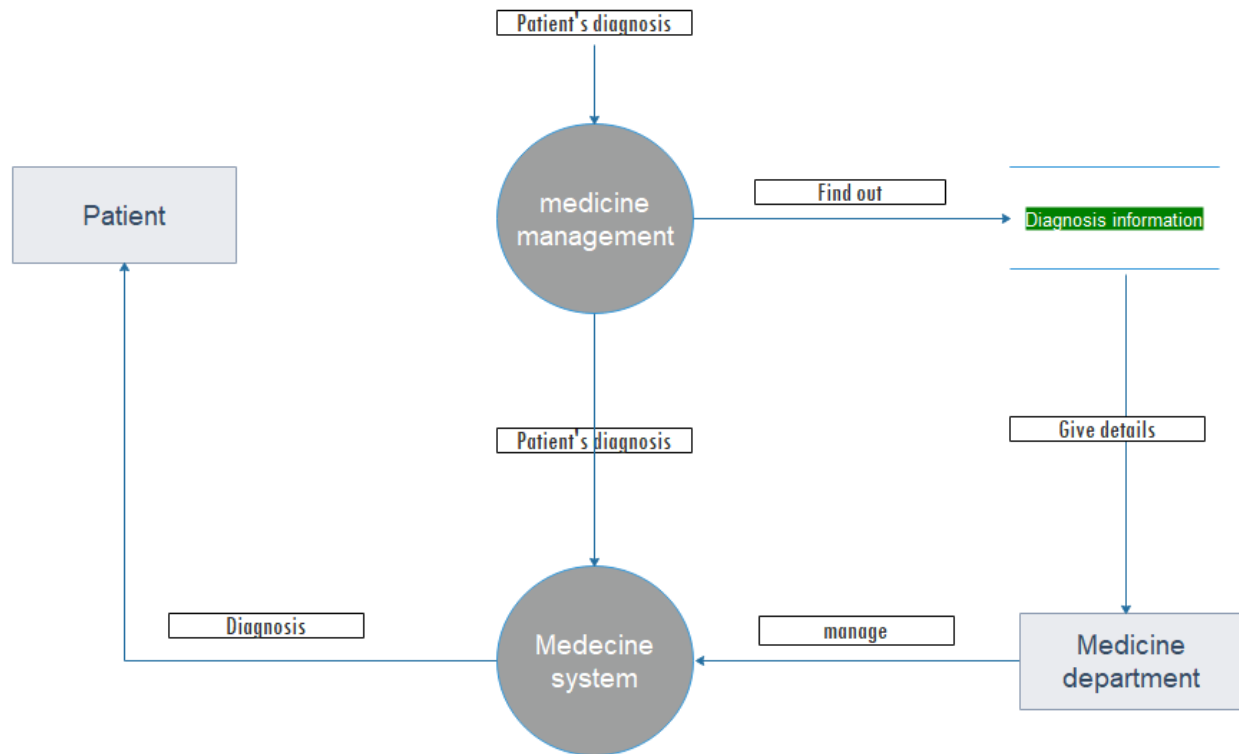 Patient's diagnosis
Patient
medicine
management
Find out
Diagnosis information
Patient's diagnosis
Give details
Diagnosis
Medecine
system
manage
Medicine
department